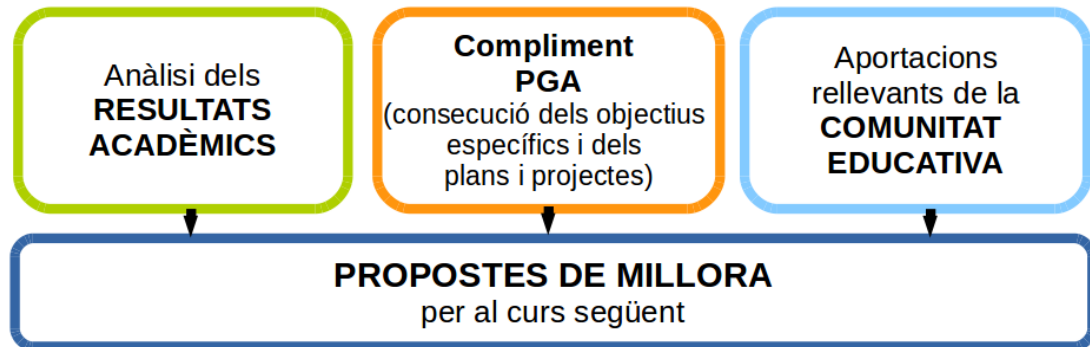 Anàlisi dels
RESULTATS
ACADÈMICS
Compliment
PGA
(consecució dels objectius
específics i dels
plans i projectes)
Aportacions
rellevants de la
COMUNITAT
EDUCATIVA
PROPOSTES DE MILLORA
per al curs següent